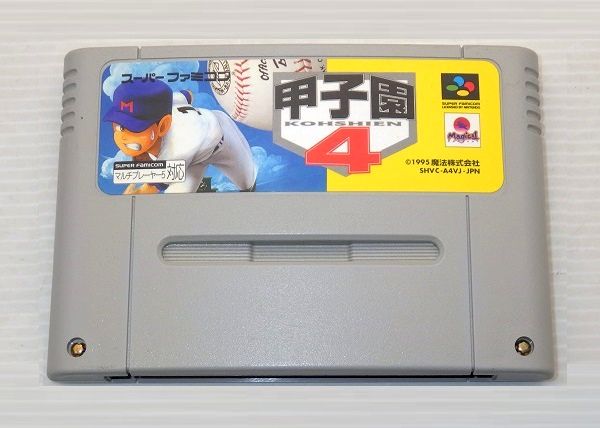 スーパーファミコン
M
甲子園
KOHSHIEN
4
SUPER FAMICOM
マルチプレーヤー5対応
SUPER FAMICOM
LICENSED BY NINTENDO
Magical
©1995 魔法株式会社
SHVC-A4VJ-JPN